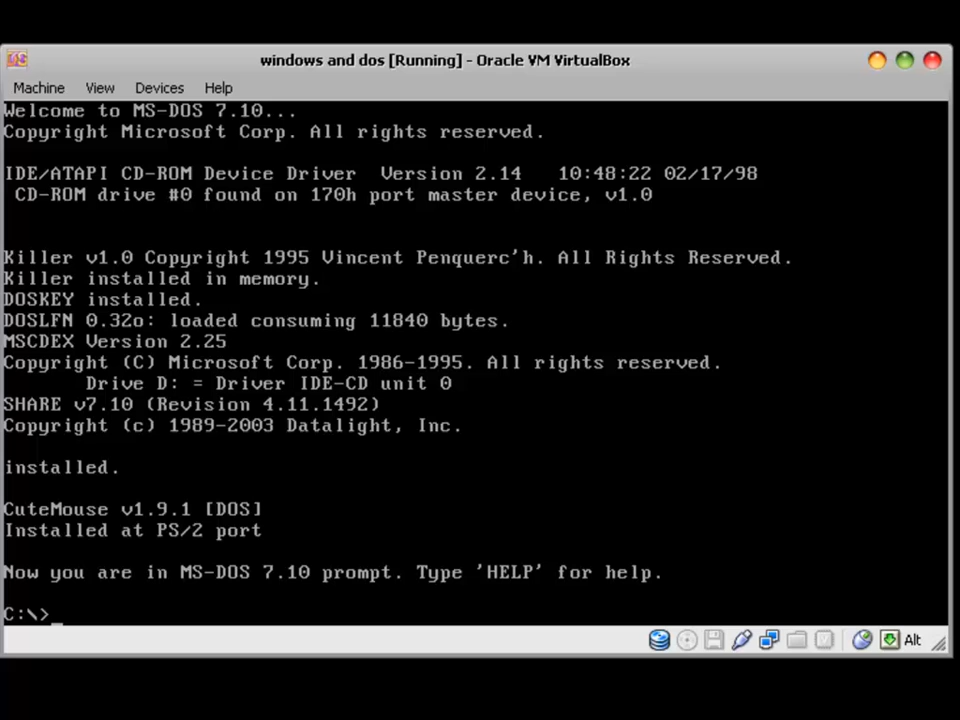 windows and dos [Running] - Oracle VM VirtualBox
Machine View Devices Help
Welcome to MS-DOS 7.10...
Copyright Microsoft Corp. All rights reserved.
IDE/ATAPI CD-ROM Device Driver Version 2.14 10:48:22 02/17/98
CD-ROM drive #0 found on 170h port master device, v1.0
Killer v1.0 Copyright 1995 Vincent Penquerc'h. All Rights Reserved.
Killer installed in memory.
DOSKEY installed.
DOSLFN 0.32o: loaded consuming 11840 bytes.
MSCDEX Version 2.25
Copyright (C) Microsoft Corp. 1986-1995. All rights reserved.
Drive D: = Driver IDE-CD unit 0
SHARE v7.10 (Revision 4.11.1492)
Copyright (c) 1989-2003 Datalight, Inc.
installed.
CuteMouse v1.9.1 [DOS]
Installed at PS/2 port
Now you are in MS-DOS 7.10 prompt. Type 'HELP' for help.
C:\>_
Alt